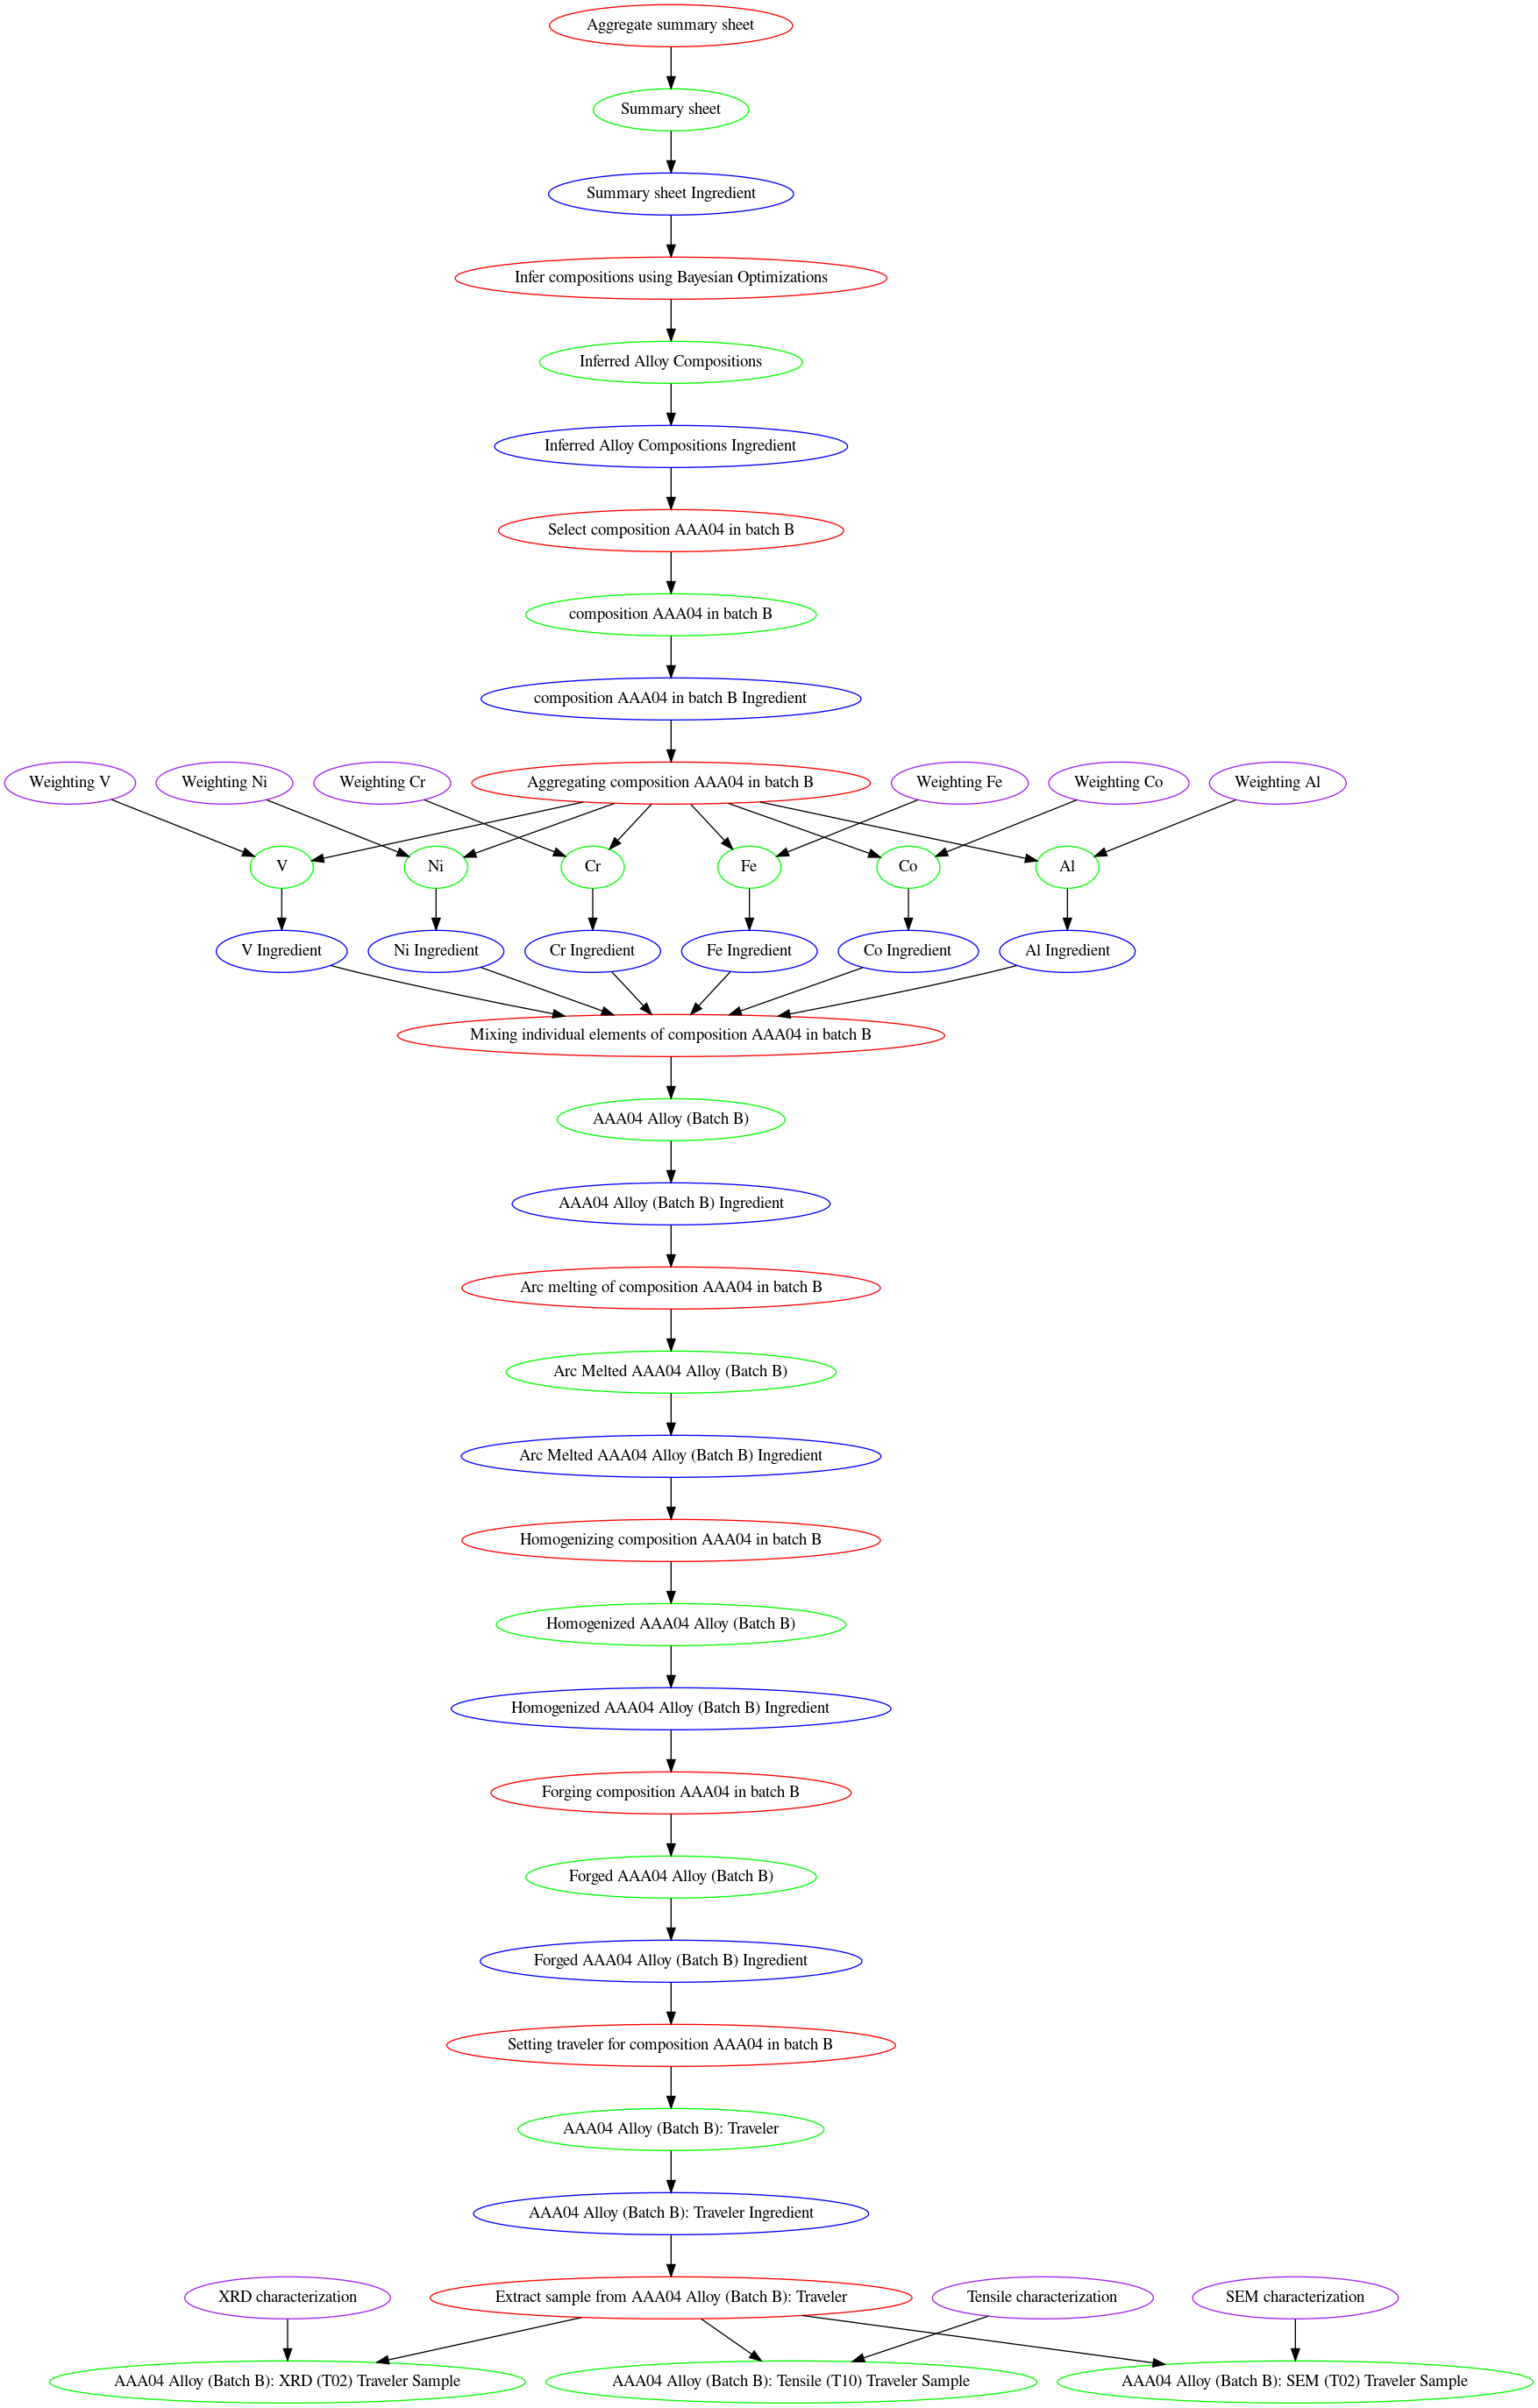 Aggregate summary sheet
Summary sheet
Summary sheet Ingredient
Infer compositions using Bayesian Optimizations
Inferred Alloy Compositions
Inferred Alloy Compositions Ingredient
Select composition AAA04 in batch B
composition AAA04 in batch B
composition AAA04 in batch B Ingredient
Weighting V
Weighting Ni
Weighting Cr
Aggregating composition AAA04 in batch B
Weighting Fe
Weighting Co
Weighting Al
V
Ni
Cr
Fe
Co
Al
V Ingredient
Ni Ingredient
Cr Ingredient
Fe Ingredient
Co Ingredient
Al Ingredient
Mixing individual elements of composition AAA04 in batch B
AAA04 Alloy (Batch B)
AAA04 Alloy (Batch B) Ingredient
Arc melting of composition AAA04 in batch B
Arc Melted AAA04 Alloy (Batch B)
Arc Melted AAA04 Alloy (Batch B) Ingredient
Homogenizing composition AAA04 in batch B
Homogenized AAA04 Alloy (Batch B)
Homogenized AAA04 Alloy (Batch B) Ingredient
Forging composition AAA04 in batch B
Forged AAA04 Alloy (Batch B)
Forged AAA04 Alloy (Batch B) Ingredient
Setting traveler for composition AAA04 in batch B
AAA04 Alloy (Batch B): Traveler
AAA04 Alloy (Batch B): Traveler Ingredient
XRD characterization
Extract sample from AAA04 Alloy (Batch B): Traveler
Tensile characterization
SEM characterization
AAA04 Alloy (Batch B): XRD (T02) Traveler Sample
AAA04 Alloy (Batch B): Tensile (T10) Traveler Sample
AAA04 Alloy (Batch B): SEM (T02) Traveler Sample